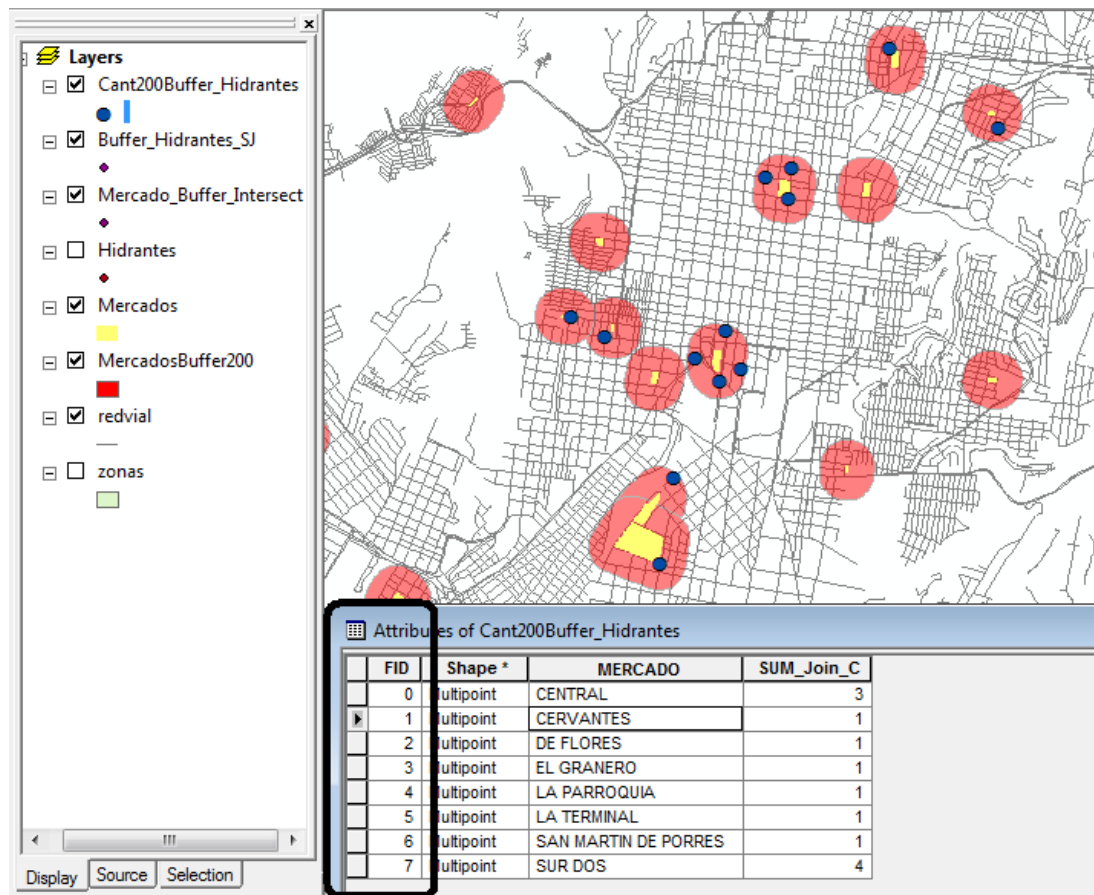 Layers
Cant200Buffer_Hidrantes
Buffer_Hidrantes_SJ
Mercado_Buffer_Intersect
Hidrantes
Mercados
MercadosBuffer200
redvial
zonas
Display Source Selection
Attributes of Cant200Buffer_Hidrantes
FID Shape * MERCADO SUM_Join_C
0 Multipoint CENTRAL 3
1 Multipoint CERVANTES 1
2 Multipoint DE FLORES 1
3 Multipoint EL GRANERO 1
4 Multipoint LA PARROQUIA 1
5 Multipoint LA TERMINAL 1
6 Multipoint SAN MARTIN DE PORRES 1
7 Multipoint SUR DOS 4